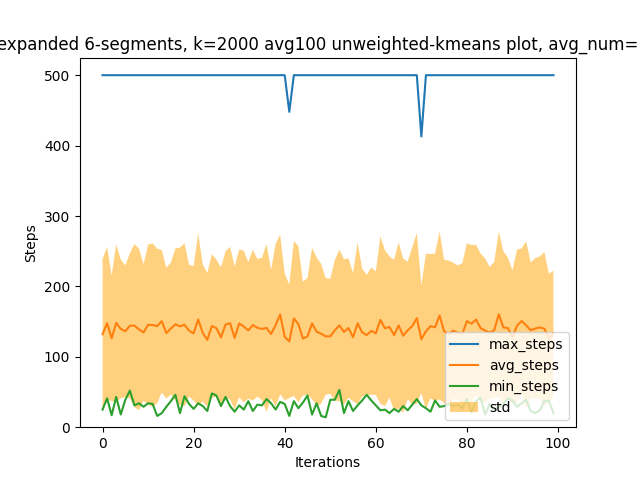 expanded 6-segments, k=2000 avg100 unweighted-kmeans plot, avg_num=
500
400
300
200
100
0
Steps
0 20 40 60 80 100
Iterations
max_steps
avg_steps
min_steps
std